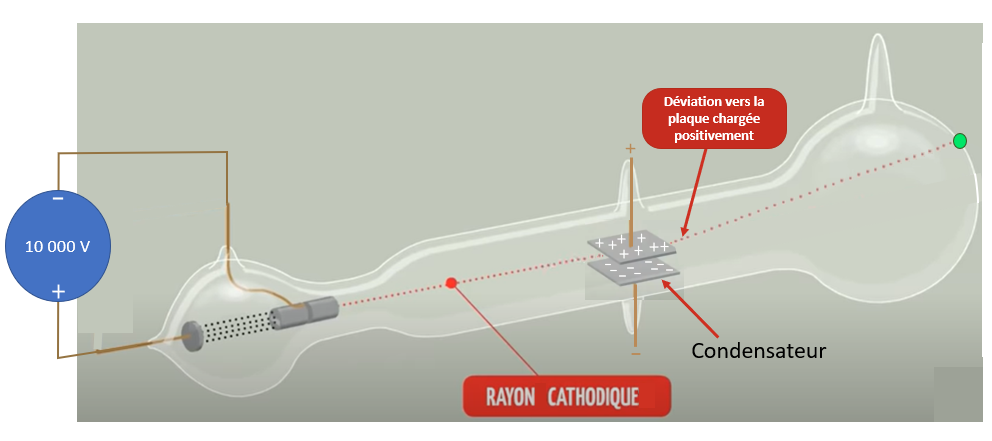 Déviation vers la
plaque chargée
positivement
+
−
10 000 V
+
Condensateur
−
RAYON CATHODIQUE